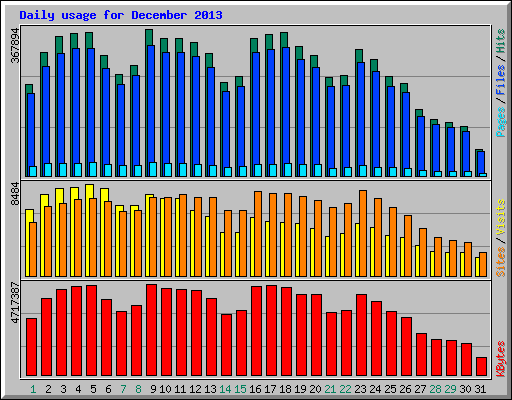 Daily usage for December 2013
367894
Pages / Files / Hits
8484
Sites / Visits
4717387
KBytes
1 2 3 4 5 6 7 8 9 10 11 12 13 14 15 16 17 18 19 20 21 22 23 24 25 26 27 28 29 30 31